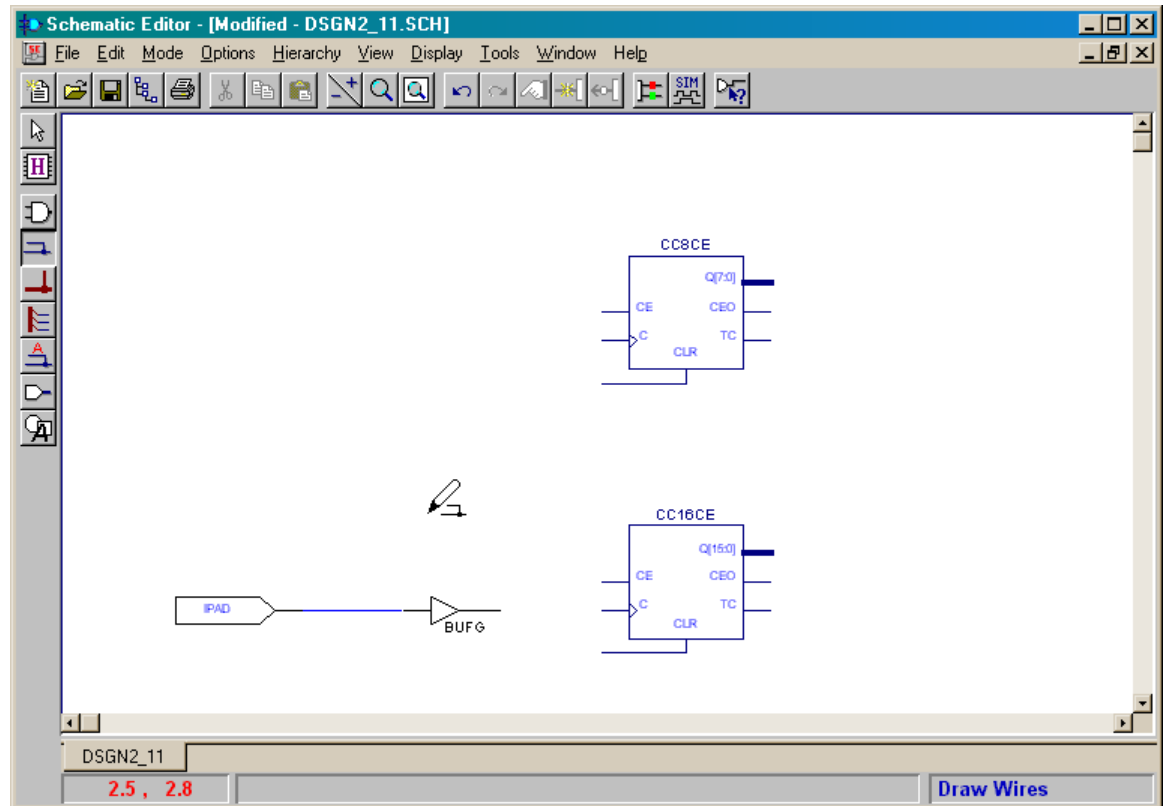 Schematic Editor - [Modified - DSGN2_11.SCH]
File Edit Mode Options Hierarchy View Display Tools Window Help
SIM
H
A
A
CC8CE
Q[7:0]
CE CEO
C TC
CLR
CC16CE
Q[15:0]
CE CEO
C TC
CLR
IPAD
BUFG
DSGN2_11
2.5 , 2.8 Draw Wires